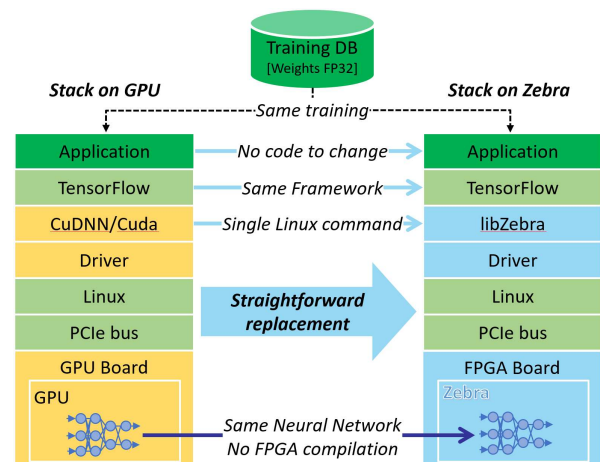 Training DB
[Weights FP32]
Stack on GPU
Stack on Zebra
Same training
Application
No code to change
Application
TensorFlow
Same Framework
TensorFlow
CuDNN/Cuda
Single Linux command
libZebra
Driver
Driver
Linux
Straightforward
replacement
Linux
PCIe bus
PCIe bus
GPU Board
FPGA Board
GPU
Zebra
Same Neural Network
No FPGA compilation